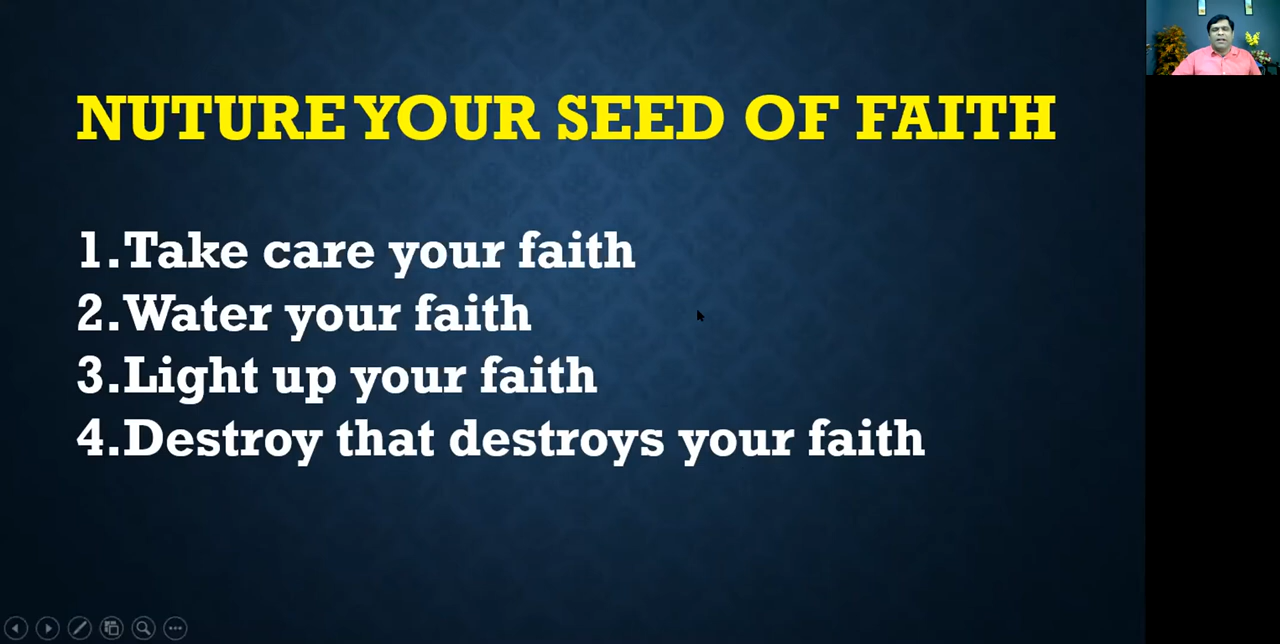 NUTURE YOUR SEED OF FAITH
1.Take care your faith
2.Water your faith
3.Light up your faith
4.Destroy that destroys your faith